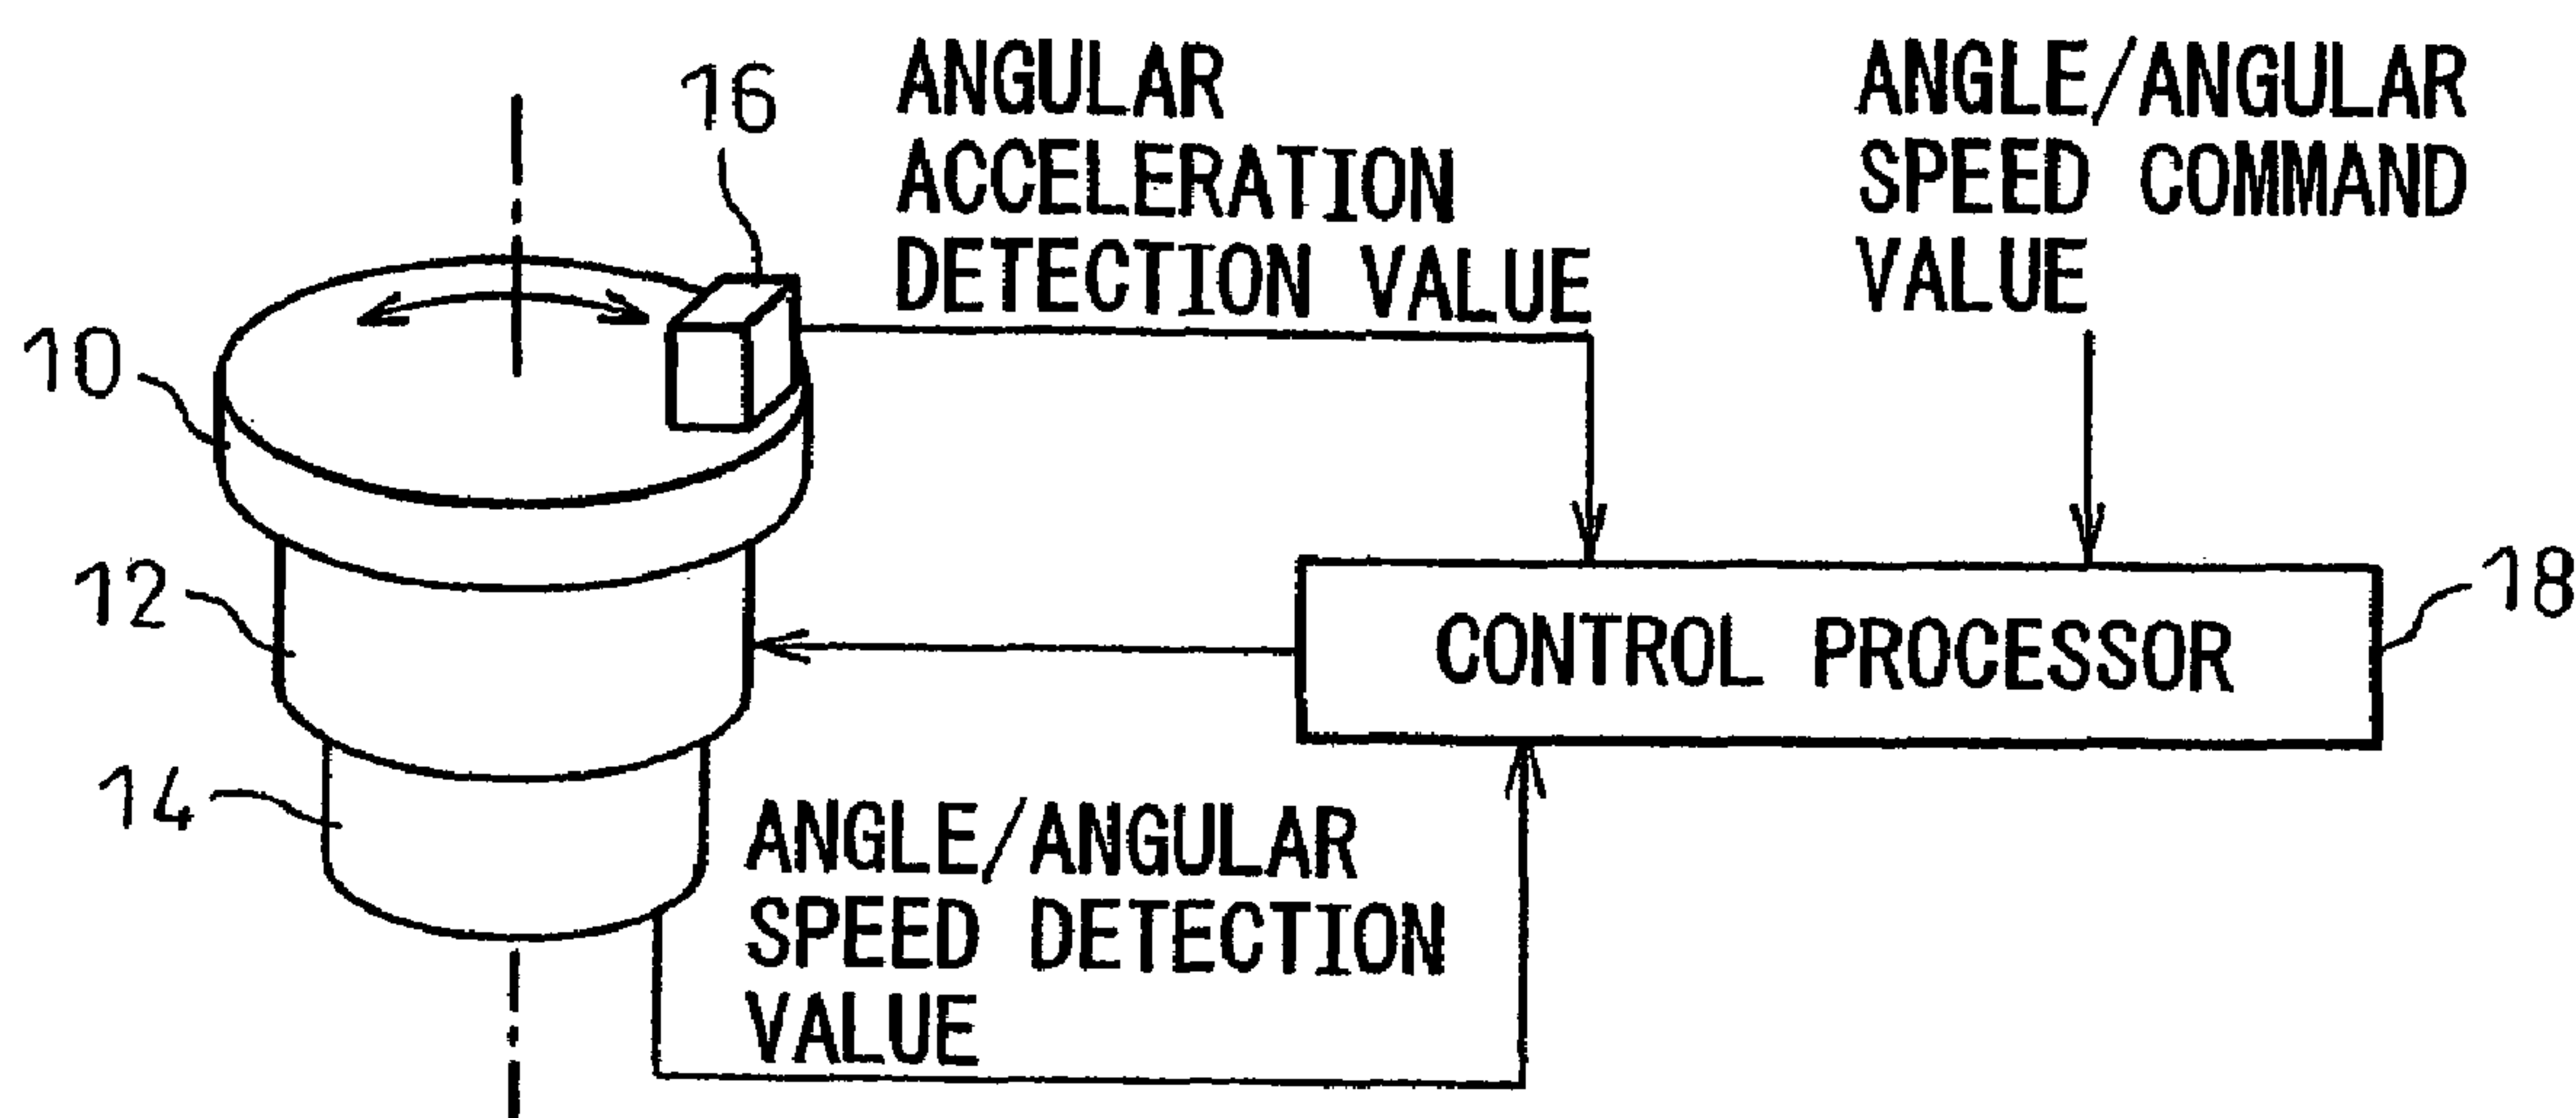 16
ANGULAR
ACCELERATION
DETECTION VALUE
ANGLE/ANGULAR
SPEED COMMAND
VALUE
10
12
CONTROL PROCESSOR
18
14
ANGLE/ANGULAR
SPEED DETECTION
VALUE